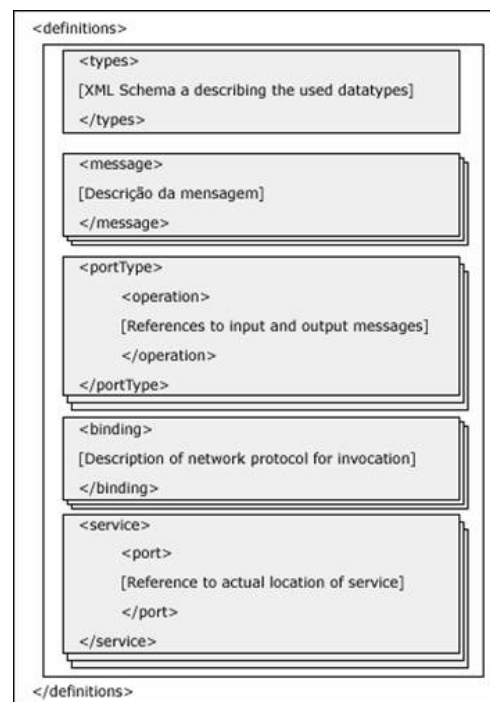 <definitions>
<types>
[XML Schema a describing the used datatypes]
</types>
<message>
[Descrição da mensagem]
</message>
<portType>
<operation>
[References to input and output messages]
</operation>
</portType>
<binding>
[Description of network protocol for invocation]
</binding>
<service>
<port>
[Reference to actual location of service]
</port>
</service>
</definitions>